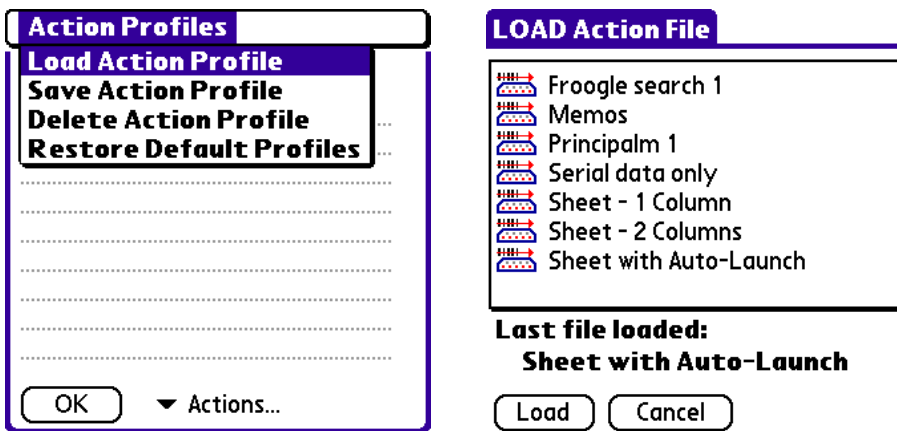 Action Profiles
Load Action Profile
Save Action Profile
Delete Action Profile
Restore Default Profiles
OK
Actions...
LOAD Action File
Froogle search 1
Memos
Principalm 1
Serial data only
Sheet - 1 Column
Sheet - 2 Columns
Sheet with Auto-Launch
Last file loaded:
Sheet with Auto-Launch
Load
Cancel